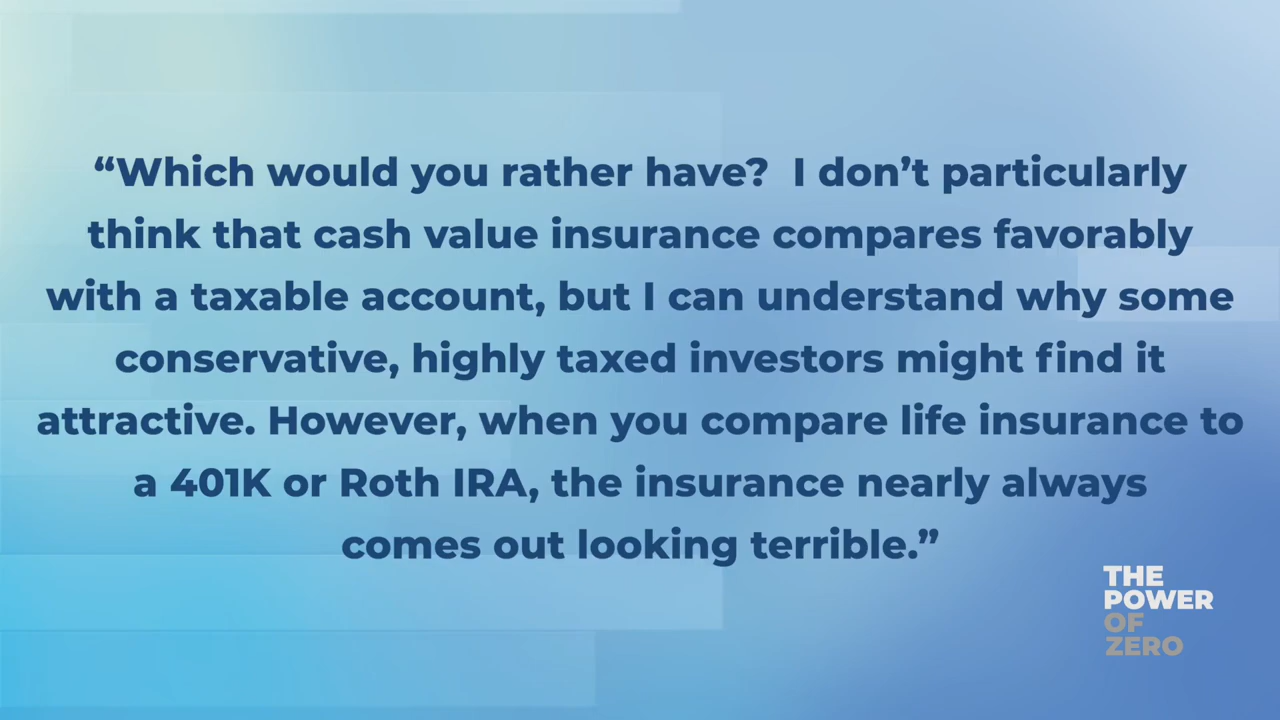 “Which would you rather have?  I don’t particularly
think that cash value insurance compares favorably
with a taxable account, but I can understand why some
conservative, highly taxed investors might find it
attractive. However, when you compare life insurance to
a 401K or Roth IRA, the insurance nearly always
comes out looking terrible.”
THE
POWER
OF
ZERO